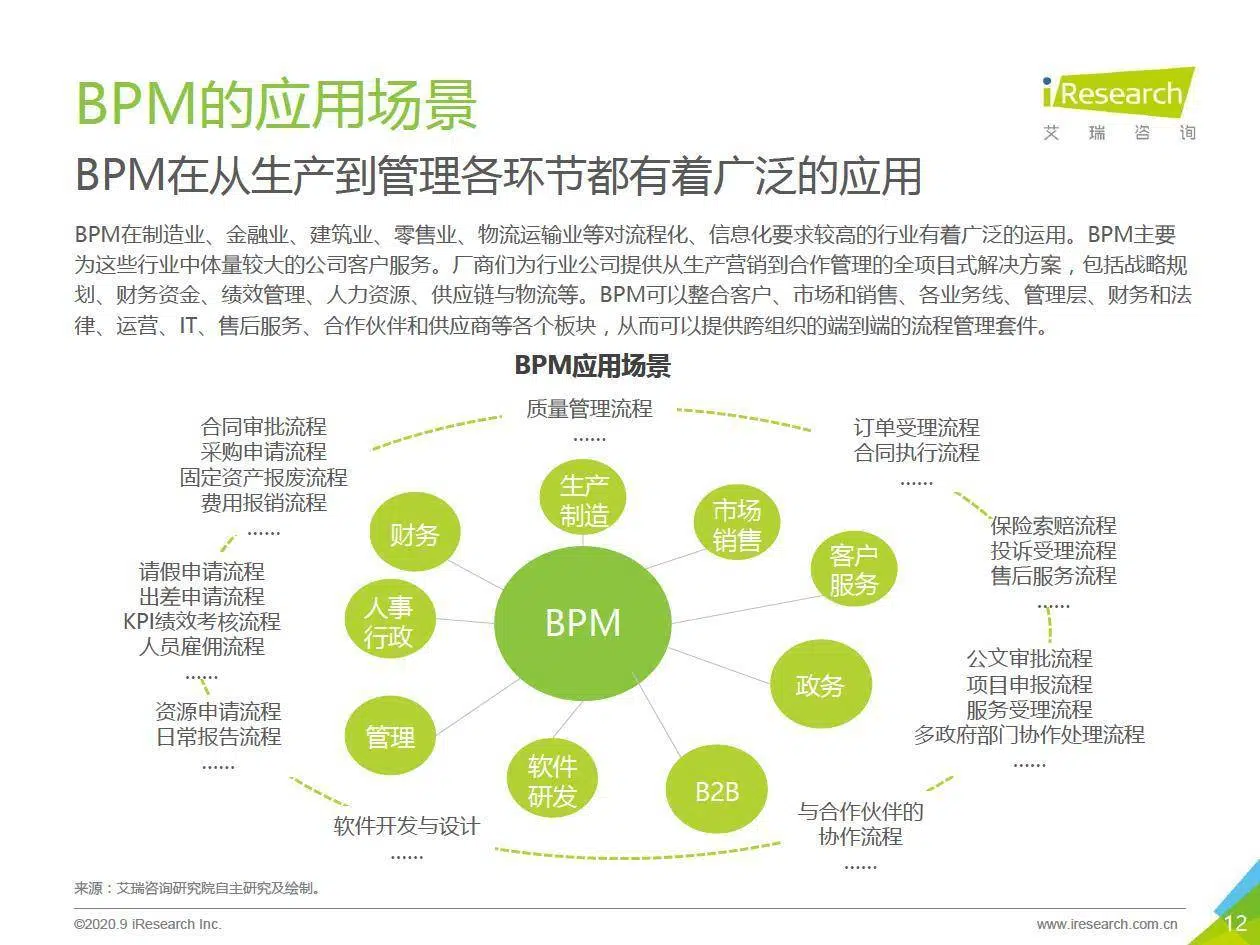 BPM的应用场景
iResearch
艾瑞咨询
BPM在从生产到管理各环节都有着广泛的应用
BPM在制造业、金融业、建筑业、零售业、物流运输业等对流程化、信息化要求较高的行业有着广泛的运用。BPM主要
为这些行业中体量较大的公司客户服务。厂商们为行业公司提供从生产营销到合作管理的全项目式解决方案，包括战略规
划、财务资金、绩效管理、人力资源、供应链与物流等。BPM可以整合客户、市场和销售、各业务线、管理层、财务和法
律、运营、IT、售后服务、合作伙伴和供应商等各个板块，从而可以提供跨组织的端到端的流程管理套件。
BPM应用场景
质量管理流程
......
合同审批流程
采购申请流程
固定资产报废流程
费用报销流程
......
订单受理流程
合同执行流程
......
生产
制造
市场
销售
财务
客户
服务
保险索赔流程
投诉受理流程
售后服务流程
......
请假申请流程
出差申请流程
KPI绩效考核流程
人员雇佣流程
......
人事
行政
BPM
政务
公文审批流程
项目申报流程
服务受理流程
多政府部门协作处理流程
......
资源申请流程
日常报告流程
......
管理
软件
研发
B2B
软件开发与设计
......
与合作伙伴的
协作流程
......
来源：艾瑞咨询研究院自主研究及绘制。
©2020.9 iResearch Inc.
www.iresearch.com.cn
12